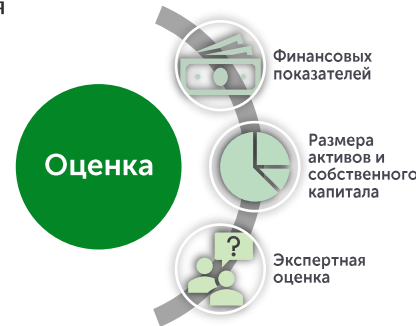 я
Финансовых
показателей
Оценка
Размера
активов и
собственного
капитала
?
Экспертная
оценка